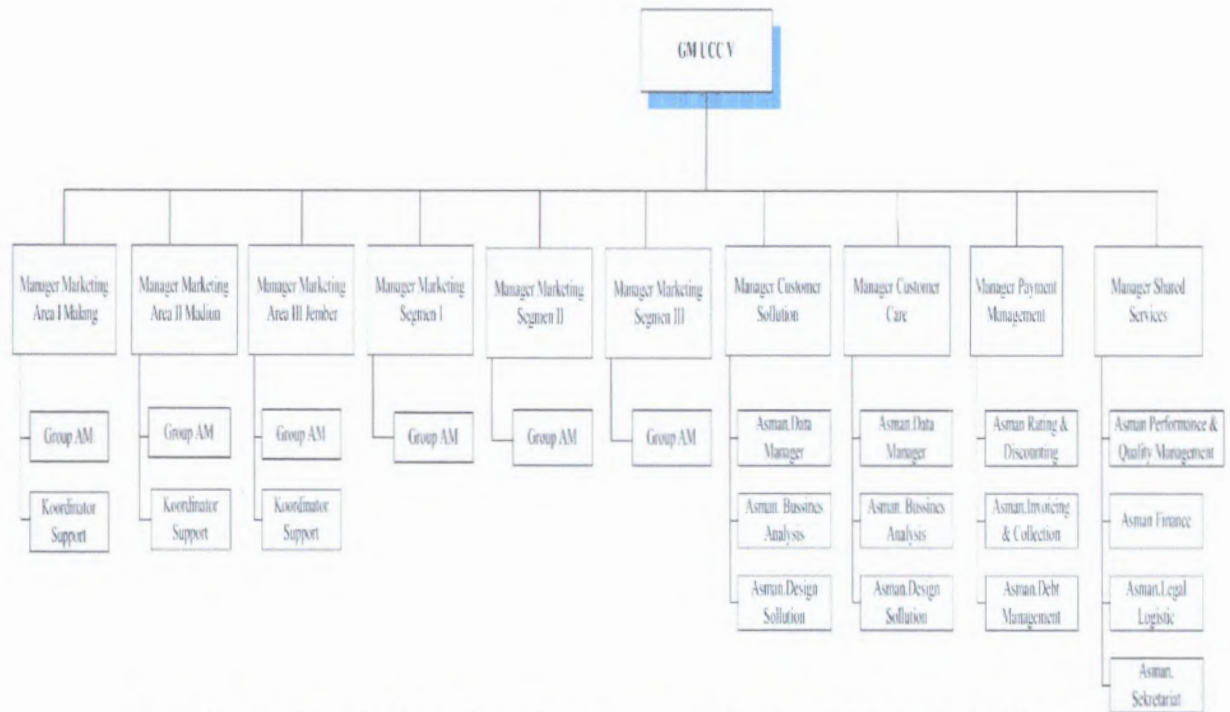 GM UCC V
Manager Marketing
Area I Malang
Manager Marketing
Area II Madiun
Manager Marketing
Area III Jember
Manager Marketing
Segmen I
Manager Marketing
Segmen II
Manager Marketing
Segmen III
Manager Customer
Sollution
Manager Customer
Care
Manager Payment
Management
Manager Shared
Services
Group AM
Koordinator
Support
Group AM
Koordinator
Support
Group AM
Koordinator
Support
Group AM
Group AM
Group AM
Asman.Data
Manager
Asman. Bussines
Analysis
Asman.Design
Sollution
Asman.Data
Manager
Asman. Bussines
Analysis
Asman.Design
Sollution
Asman Rating &
Discounting
Asman.Invoicing
& Collection
Asman.Debt
Management
Asman Performance &
Quality Management
Asman Finance
Asman.Legal
Logistic
Asman.
Sekretariat